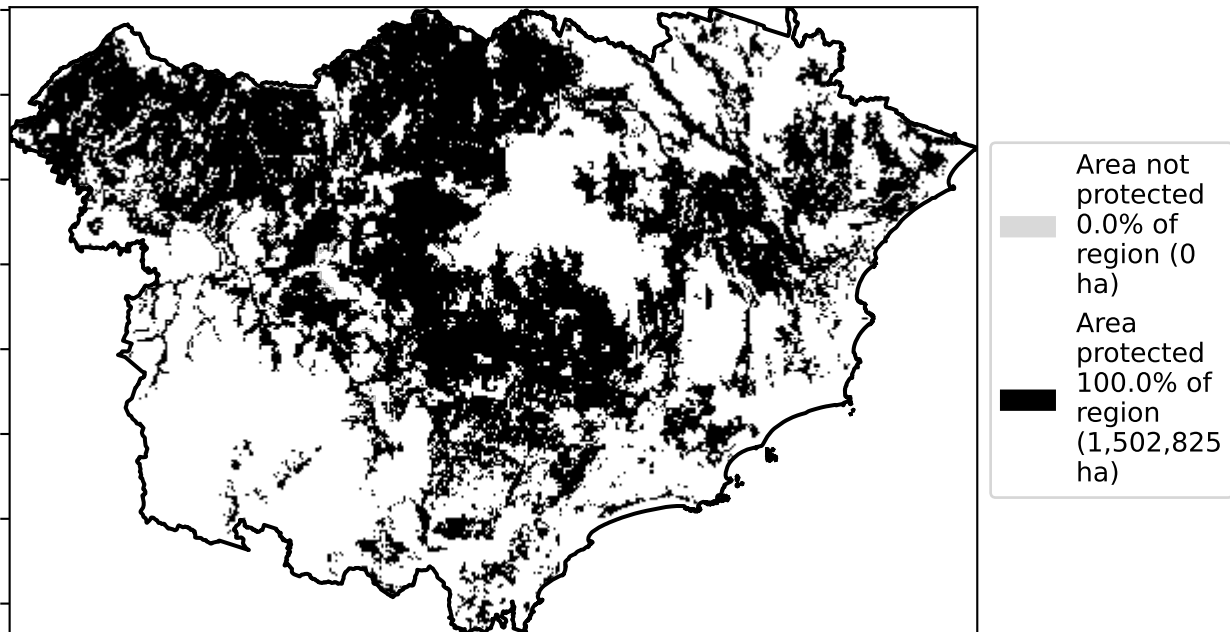 Area not
protected
0.0% of
region (0
ha)
Area
protected
100.0% of
region
(1,502,825
ha)